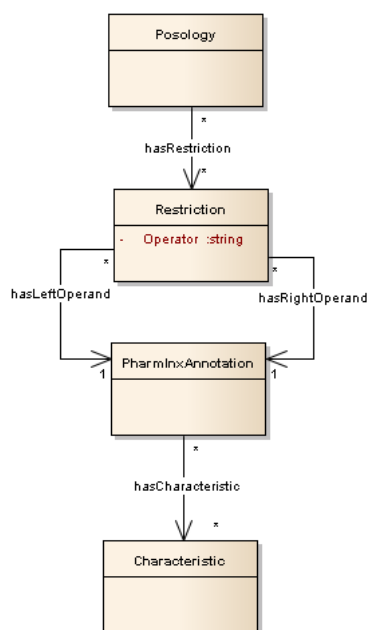 Posology
*
hasRestriction
*
Restriction
- Operator :string
*
*
hasLeftOperand
hasRightOperand
PharmInxAnnotation
1
1
*
hasCharacteristic
*
Characteristic